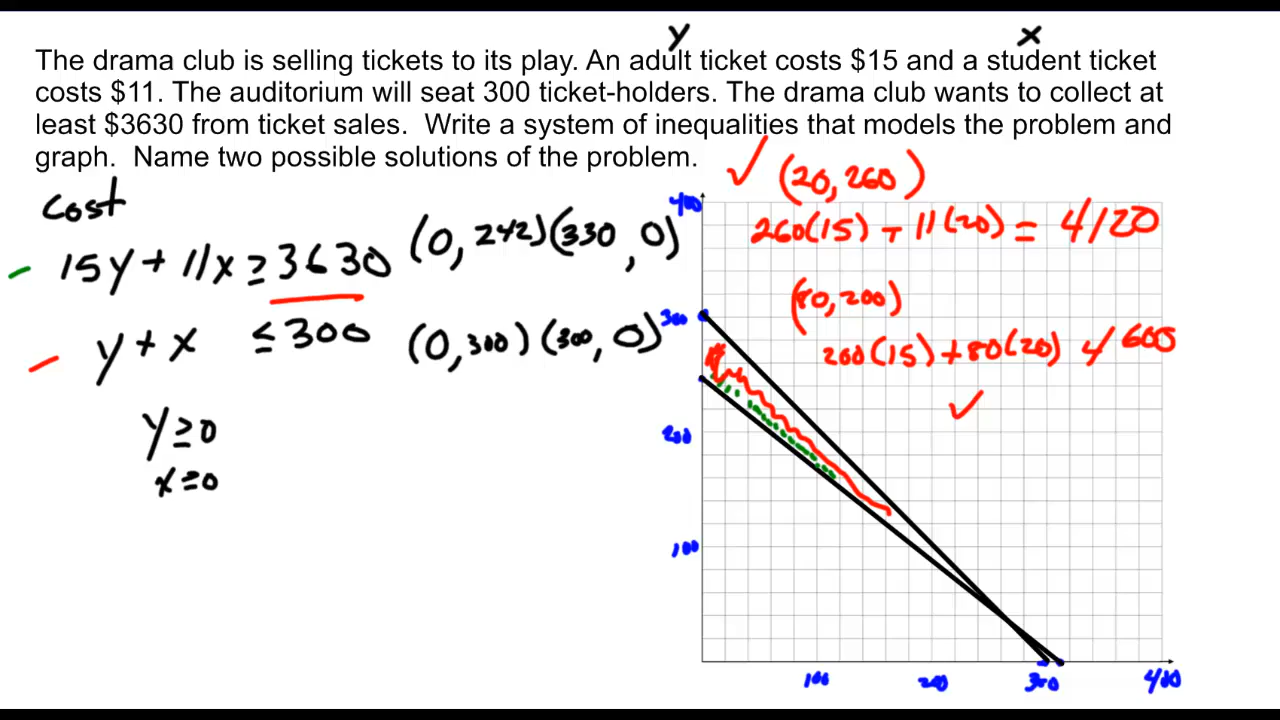 y x
The drama club is selling tickets to its play. An adult ticket costs $15 and a student ticket
costs $11. The auditorium will seat 300 ticket-holders. The drama club wants to collect at
least $3630 from ticket sales. Write a system of inequalities that models the problem and
graph. Name two possible solutions of the problem.
cost
15y + 11x ≥ 3630 (0, 242) (330, 0)
y + x ≤ 300 (0, 300) (300, 0)
y ≥ 0
x ≥ 0
✓ (20, 260)
260(15) + 11(20) = 4120
(80, 200)
200(15) + 80(20) 4600
✓
400
300
200
100
100 200 300 400